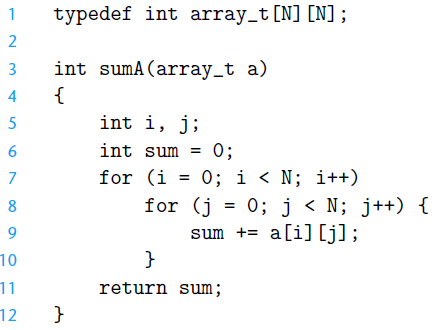 1 typedef int array_t[N][N];
2
3 int sumA(array_t a)
4 {
5     int i, j;
6     int sum = 0;
7     for (i = 0; i < N; i++)
8         for (j = 0; j < N; j++) {
9             sum += a[i][j];
10         }
11     return sum;
12 }